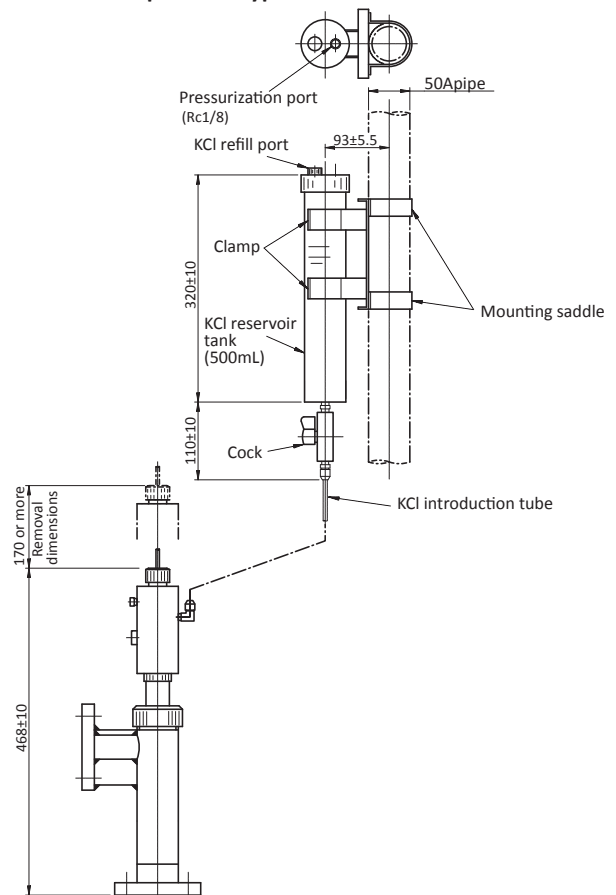 Pressurization port
(Rc1/8)
50Apipe
93±5.5
KCl refill port
Clamp
320±10
Mounting saddle
KCl reservoir
tank
(500mL)
110±10
Cock
KCl introduction tube
170 or more
Removal
dimensions
468±10